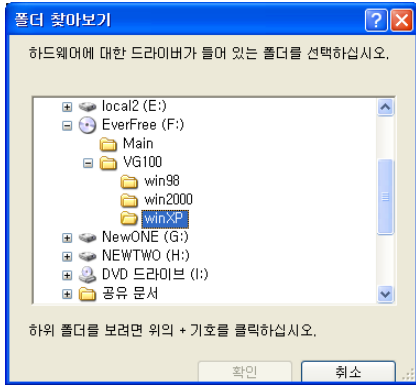 폴더 찾아보기
하드웨어에 대한 드라이버가 들어 있는 폴더를 선택하십시오.
local2 (E:)
EverFree (F:)
Main
VG100
win98
win2000
winXP
NewONE (G:)
NEWTWO (H:)
DVD 드라이브 (I:)
공유 문서
하위 폴더를 보려면 위의 + 기호를 클릭하십시오.
확인 취소